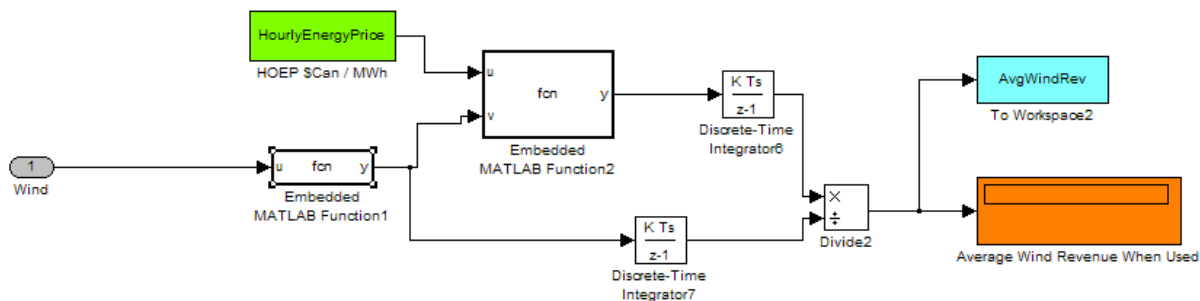 HourlyEnergyPrice
HOEP $Can / MWh
u
v
fcn
y
Embedded
MATLAB Function2
K Ts
z-1
Discrete-Time
Integrator6
AvgWindRev
To Workspace2
1
Wind
u
fcn
y
Embedded
MATLAB Function1
K Ts
z-1
Discrete-Time
Integrator7
×
÷
Divide2
Average Wind Revenue When Used